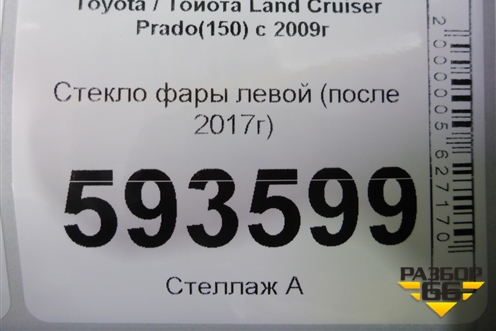 Toyota / Тойота Land Cruiser
Prado(150) с 2009г
Стекло фары левой (после
2017г)
593599
Стеллаж А
2000005627170
РАЗБОР
66